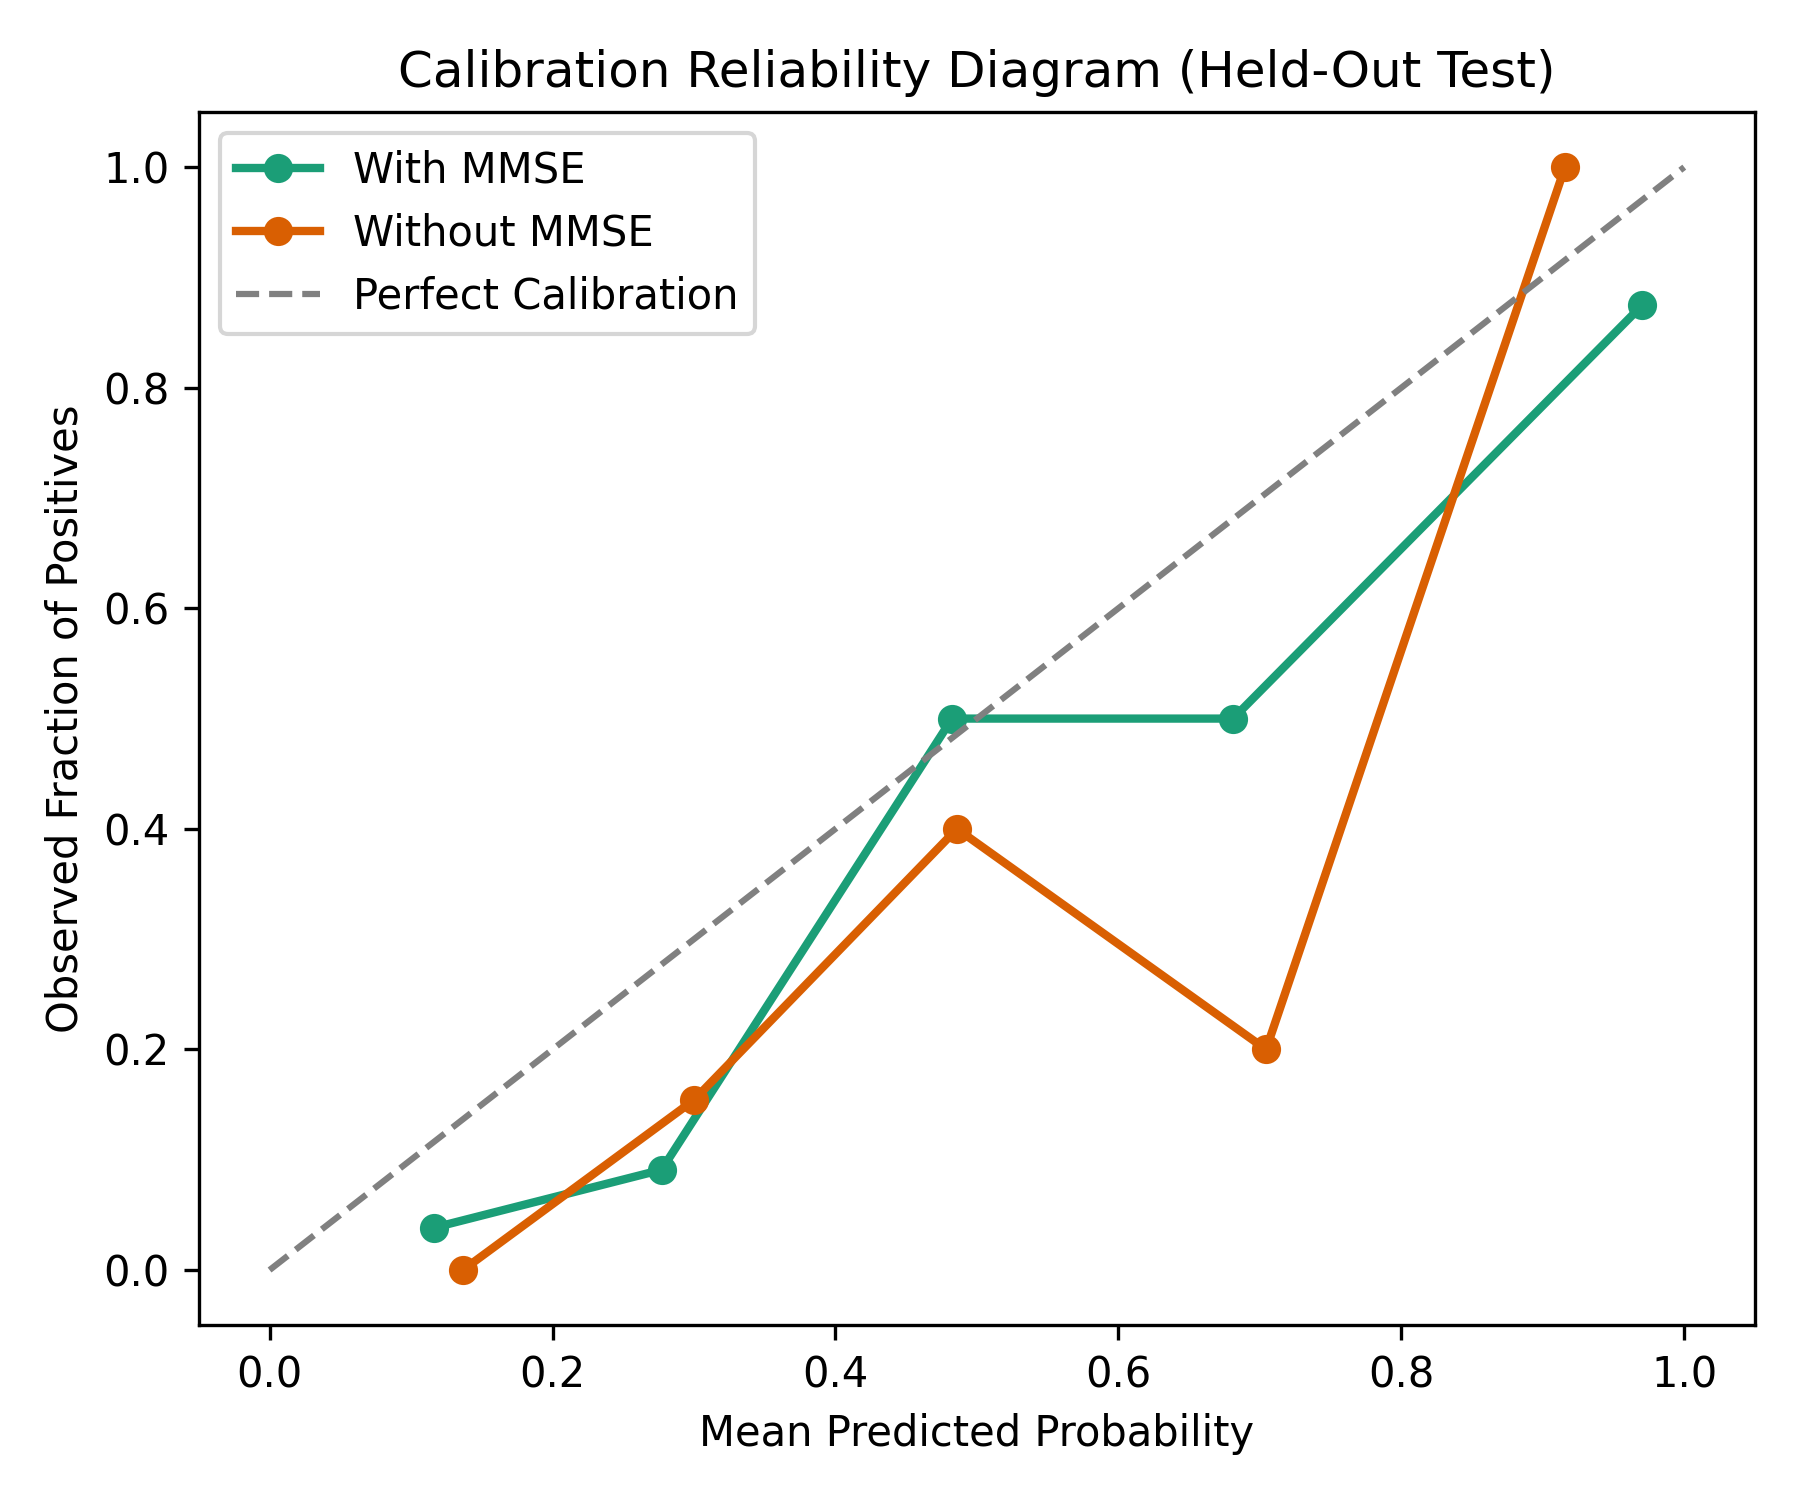 Calibration Reliability Diagram (Held-Out Test)
With MMSE
Without MMSE
Perfect Calibration
1.0
0.8
0.6
0.4
0.2
0.0
Observed Fraction of Positives
0.0 0.2 0.4 0.6 0.8 1.0
Mean Predicted Probability